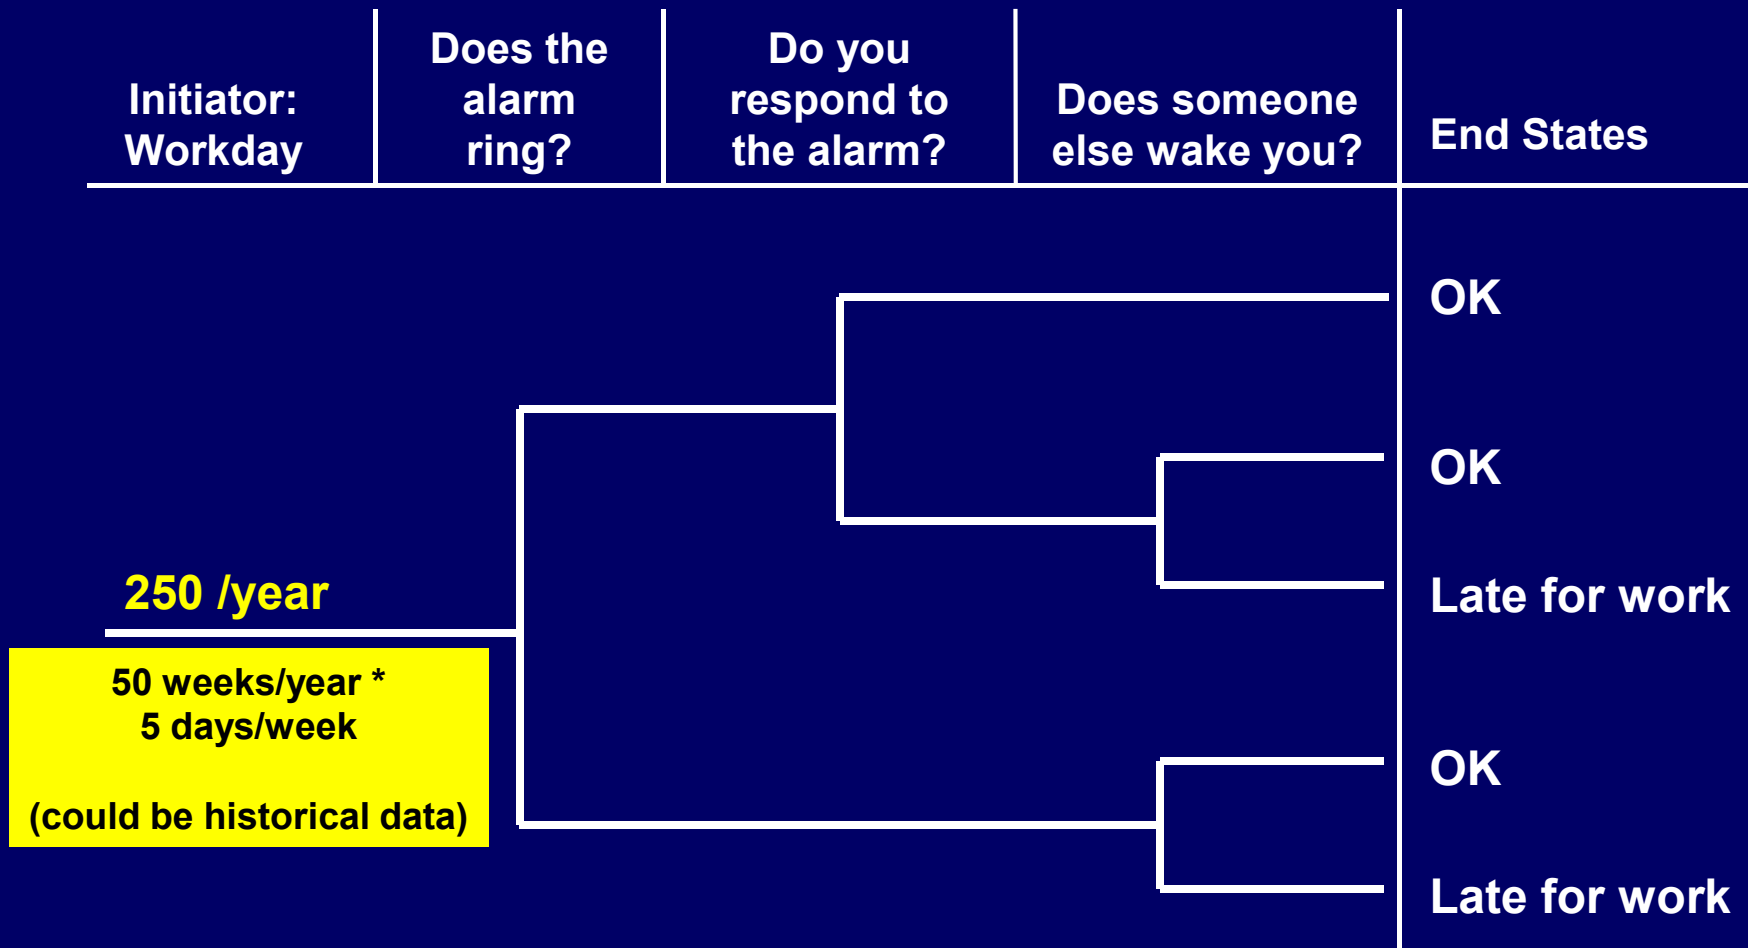 Initiator:
Workday
Does the
alarm
ring?
Do you
respond to
the alarm?
Does someone
else wake you?
End States
OK
OK
Late for work
250 /year
50 weeks/year *
5 days/week
(could be historical data)
OK
Late for work